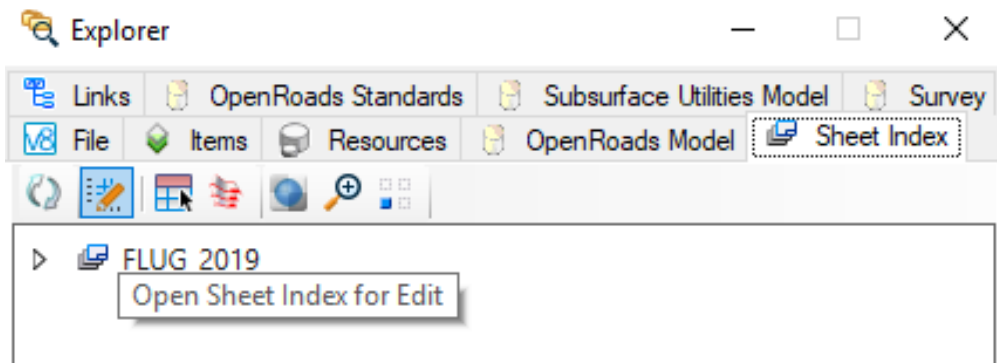 Explorer
Links OpenRoads Standards Subsurface Utilities Model Survey
V8 File Items Resources OpenRoads Model Sheet Index
FLUG 2019
Open Sheet Index for Edit